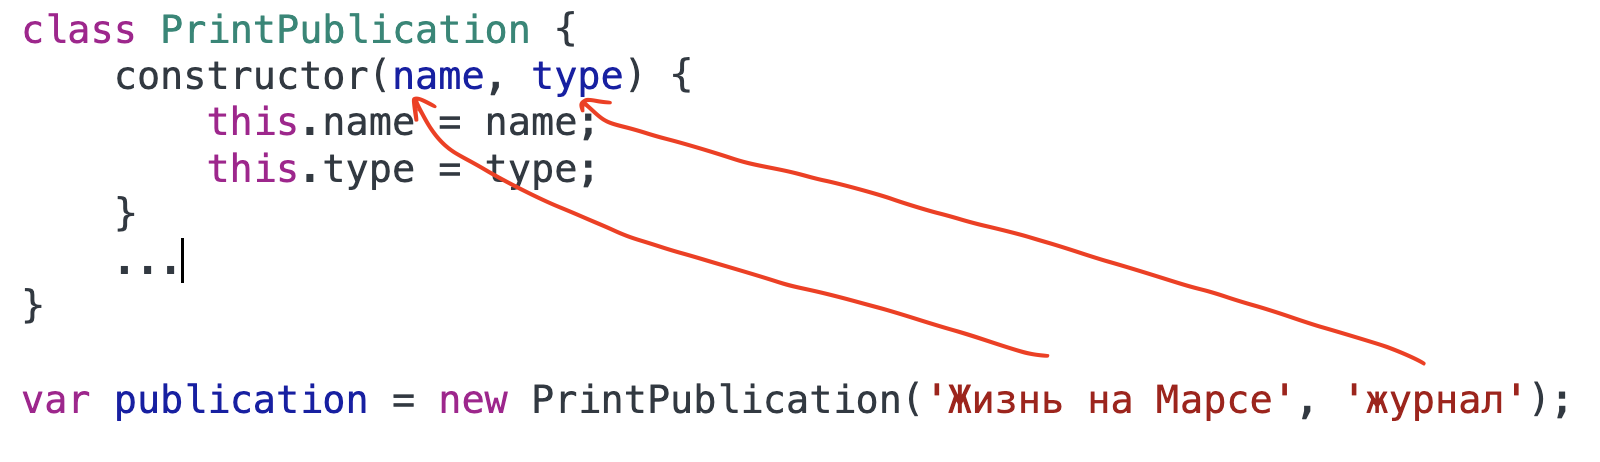 class PrintPublication {
    constructor(name, type) {
        this.name = name;
        this.type = type;
    }
    ...
}
var publication = new PrintPublication('Жизнь на Марсе', 'журнал');